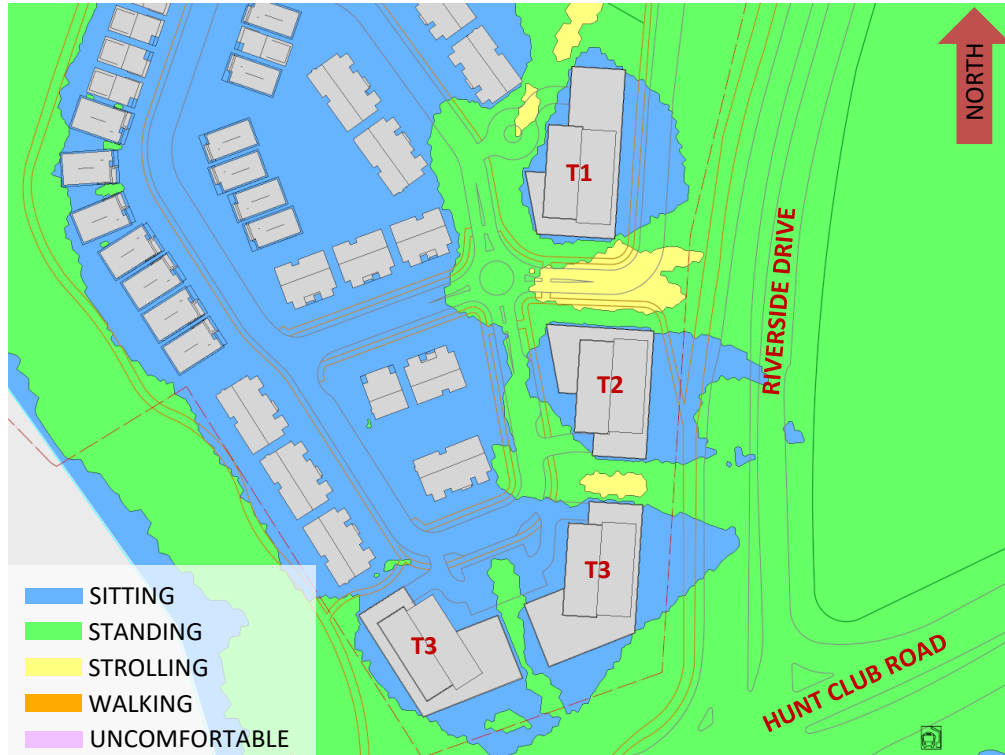 NORTH
T1
RIVERSIDE DRIVE
T2
T3
T3
HUNT CLUB ROAD
SITTING
STANDING
STROLLING
WALKING
UNCOMFORTABLE